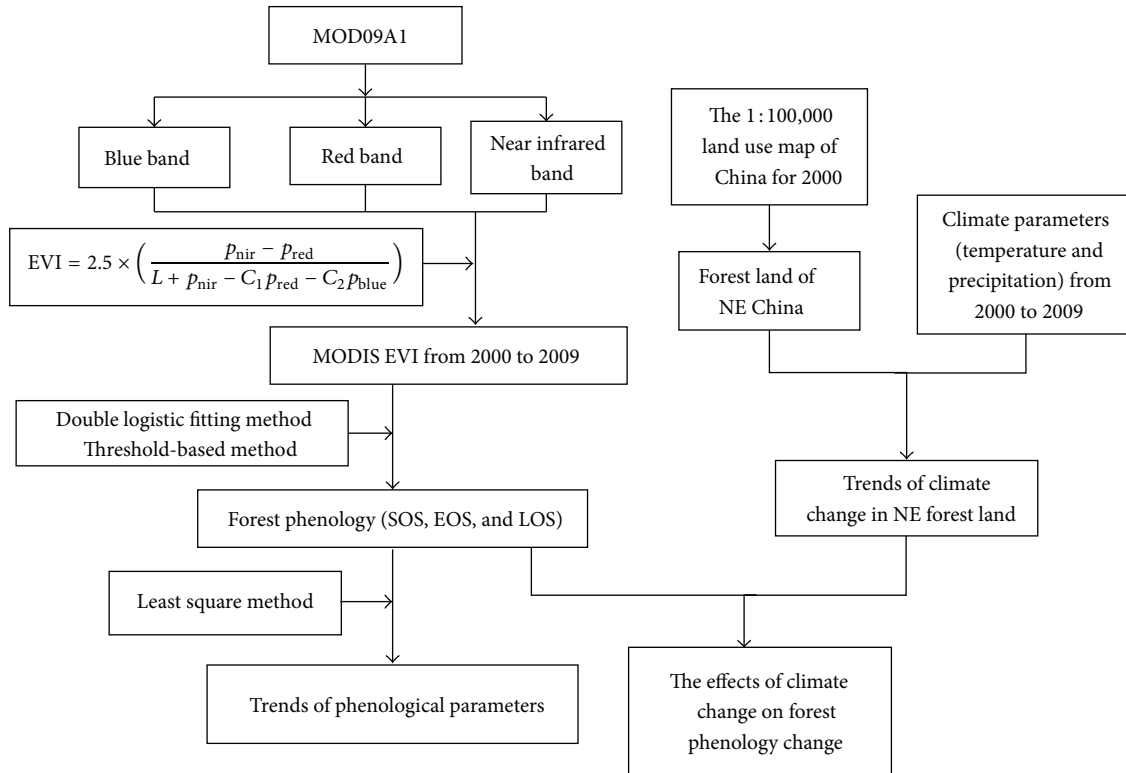 MOD09A1
Blue band
Red band
Near infrared
band
The 1 : 100,000
land use map of
China for 2000
EVI = 2.5 × ( (p_nir − p_red) / (L + p_nir − C_1 p_red − C_2 p_blue) )
Forest land of
NE China
Climate parameters
(temperature and
precipitation) from
2000 to 2009
MODIS EVI from 2000 to 2009
Double logistic fitting method
Threshold-based method
Forest phenology (SOS, EOS, and LOS)
Trends of climate
change in NE forest land
Least square method
Trends of phenological parameters
The effects of climate
change on forest
phenology change